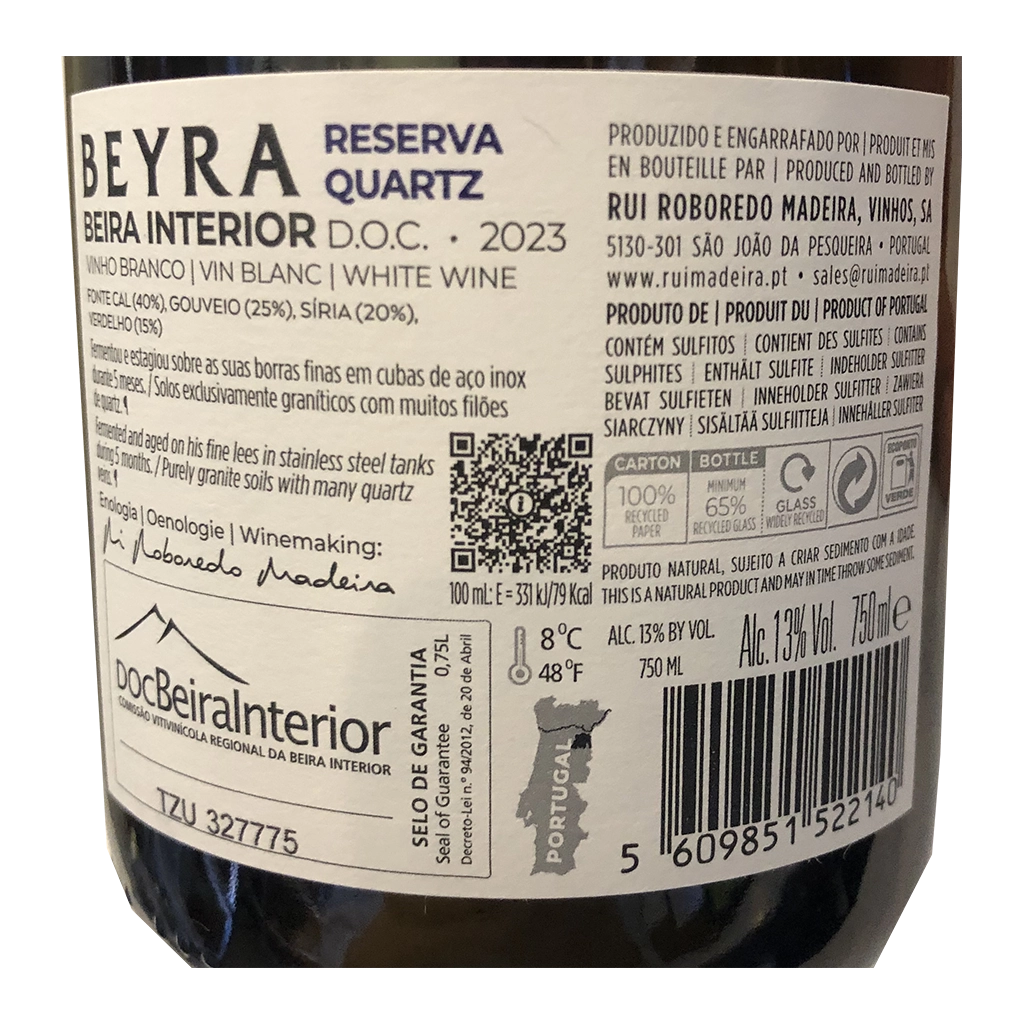 BEYRA
RESERVA
QUARTZ
BEIRA INTERIOR D.O.C. • 2023
VINHO BRANCO | VIN BLANC | WHITE WINE
FONTE CAL (40%), GOUVEIO (25%), SÍRIA (20%),
VERDELHO (15%)
Fermentou e estagiou sobre as suas borras finas em cubas de aço inox
durante 5 meses. / Solos exclusivamente graníticos com muitos filões
de quartz. ¶
Fermented and aged on his fine lees in stainless steel tanks
during 5 months. / Purely granite soils with many quartz
veins. ¶
Enologia | Oenologie | Winemaking:
Rui Roboredo Madeira
100 mL: E = 331 kJ/79 Kcal
DOCBeiraInterior
COMISSÃO VITIVINÍCOLA REGIONAL DA BEIRA INTERIOR
TZU 327775
SELO DE GARANTIA
Seal of Guarantee 0,75L
Decreto-Lei n.º 94/2012, de 20 de Abril
8°C
48°F
PORTUGAL
PRODUZIDO E ENGARRAFADO POR | PRODUIT ET MIS
EN BOUTEILLE PAR | PRODUCED AND BOTTLED BY
RUI ROBOREDO MADEIRA, VINHOS, SA
5130-301 SÃO JOÃO DA PESQUEIRA • PORTUGAL
www.ruimadeira.pt • sales@ruimadeira.pt
PRODUTO DE | PRODUIT DU | PRODUCT OF PORTUGAL
CONTÉM SULFITOS | CONTIENT DES SULFITES | CONTAINS
SULPHITES | ENTHÄLT SULFITE | INDEHOLDER SULFITTER
BEVAT SULFIETEN | INNEHOLDER SULFITTER | ZAWIERA
SIARCZYNY | SISÄLTÄÄ SULFIITTEJA | INNEHÅLLER SULFITER
CARTON
100%
RECYCLED
PAPER
BOTTLE
MINIMUM
65%
RECYCLED GLASS
GLASS
WIDELY RECYCLED
ECOPONTO
VERDE
PRODUTO NATURAL, SUJEITO A CRIAR SEDIMENTO COM A IDADE.
THIS IS A NATURAL PRODUCT AND MAY IN TIME THROW SOME SEDIMENT.
ALC. 13% BY VOL.
750 ML
Alc. 13% Vol. 750 ml e
5 609851 522140